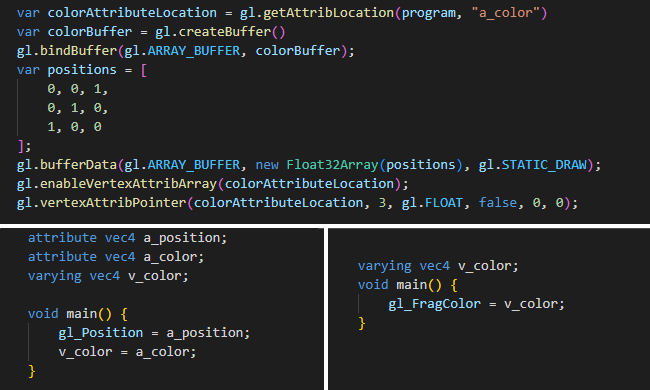 var colorAttributeLocation = gl.getAttribLocation(program, "a_color")
var colorBuffer = gl.createBuffer()
gl.bindBuffer(gl.ARRAY_BUFFER, colorBuffer);
var positions = [
    0, 0, 1,
    0, 1, 0,
    1, 0, 0
];
gl.bufferData(gl.ARRAY_BUFFER, new Float32Array(positions), gl.STATIC_DRAW);
gl.enableVertexAttribArray(colorAttributeLocation);
gl.vertexAttribPointer(colorAttributeLocation, 3, gl.FLOAT, false, 0, 0);
attribute vec4 a_position;
attribute vec4 a_color;
varying vec4 v_color;
void main() {
    gl_Position = a_position;
    v_color = a_color;
}
varying vec4 v_color;
void main() {
    gl_FragColor = v_color;
}